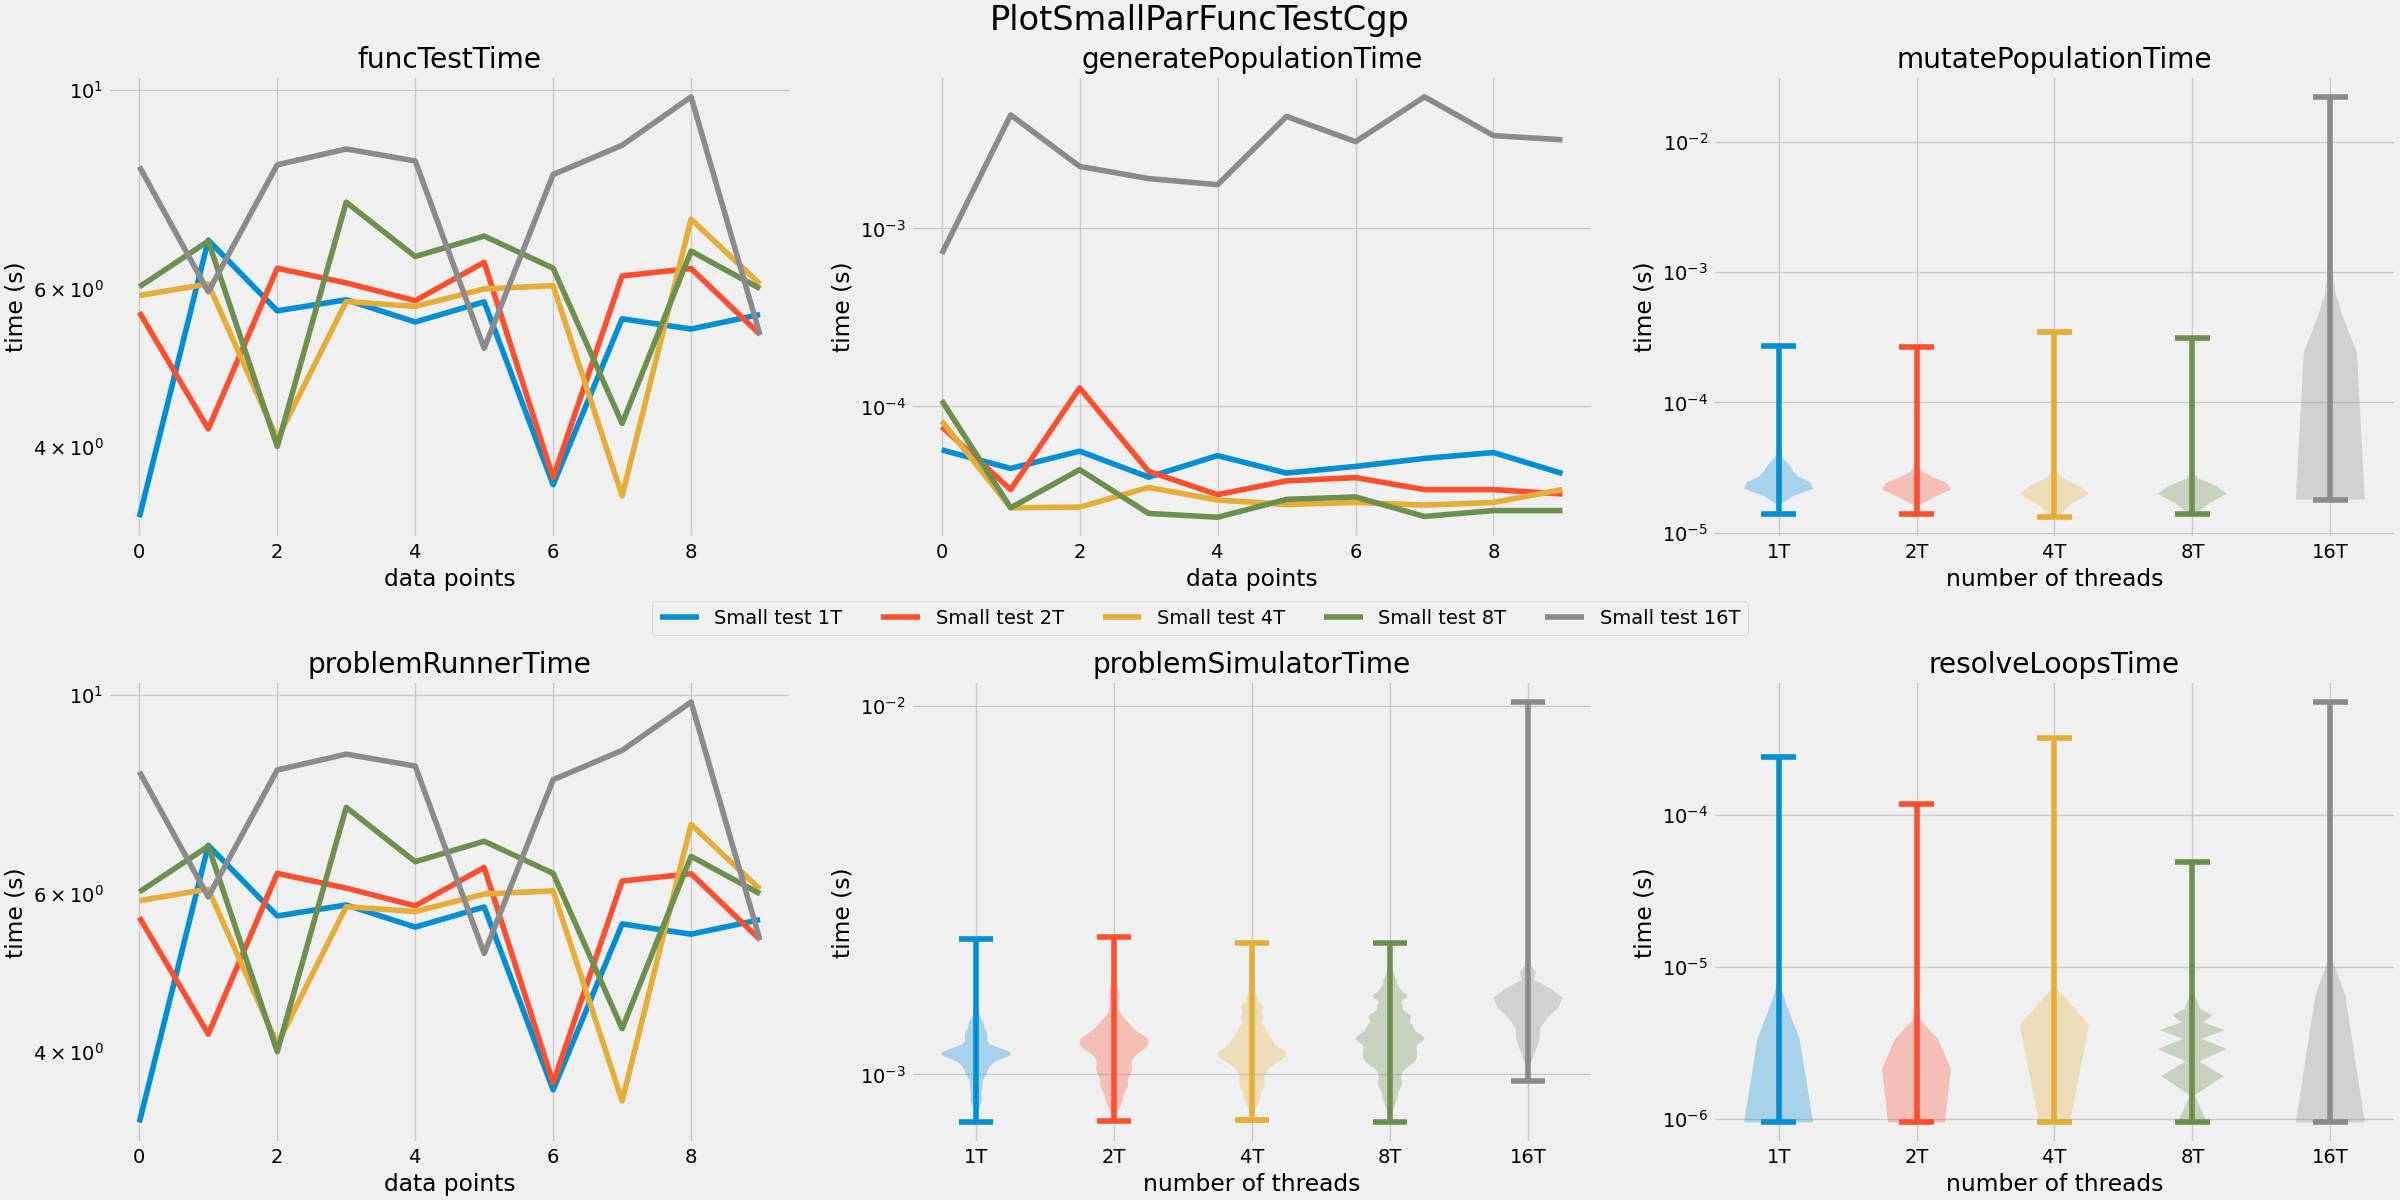 PlotSmallParFuncTestCgp
funcTestTime
generatePopulationTime
mutatePopulationTime
time (s)
10^1
6 × 10^0
4 × 10^0
0 2 4 6 8
data points
time (s)
10^-3
10^-4
0 2 4 6 8
data points
time (s)
10^-2
10^-3
10^-4
10^-5
1T 2T 4T 8T 16T
number of threads
Small test 1T Small test 2T Small test 4T Small test 8T Small test 16T
problemRunnerTime
problemSimulatorTime
resolveLoopsTime
time (s)
10^1
6 × 10^0
4 × 10^0
0 2 4 6 8
data points
time (s)
10^-2
10^-3
1T 2T 4T 8T 16T
number of threads
time (s)
10^-4
10^-5
10^-6
1T 2T 4T 8T 16T
number of threads